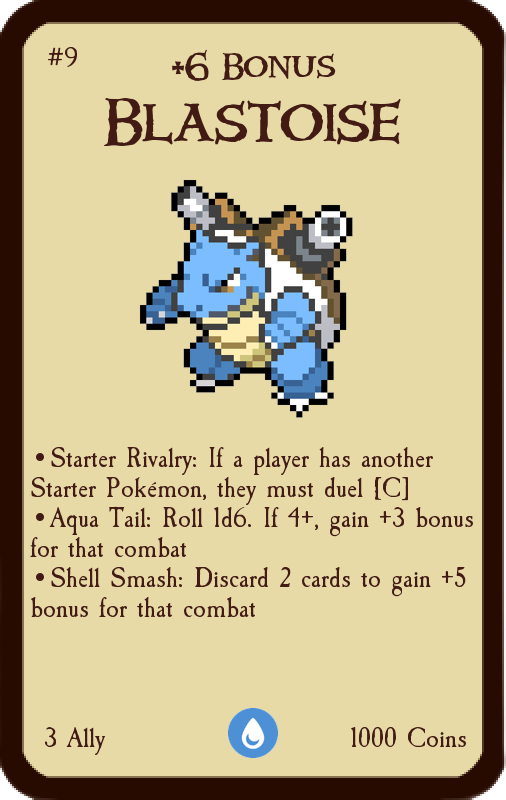 #9
+6 Bonus
Blastoise
•Starter Rivalry: If a player has another
Starter Pokémon, they must duel {C]
•Aqua Tail: Roll 1d6. If 4+, gain +3 bonus
for that combat
•Shell Smash: Discard 2 cards to gain +5
bonus for that combat
3 Ally
1000 Coins